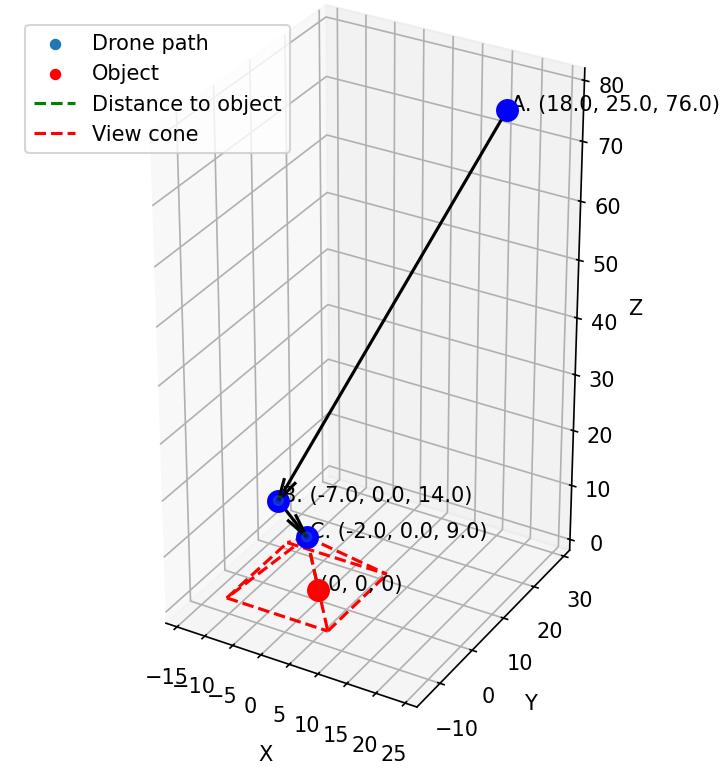 Drone path
Object
Distance to object
View cone
A. (18.0, 25.0, 76.0)
B. (-7.0, 0.0, 14.0)
C. (-2.0, 0.0, 9.0)
(0, 0, 0)
80
70
60
50
40
30
20
10
0
Z
30
20
10
0
−10
Y
−15
−10
−5
0
5
10
15
20
25
X